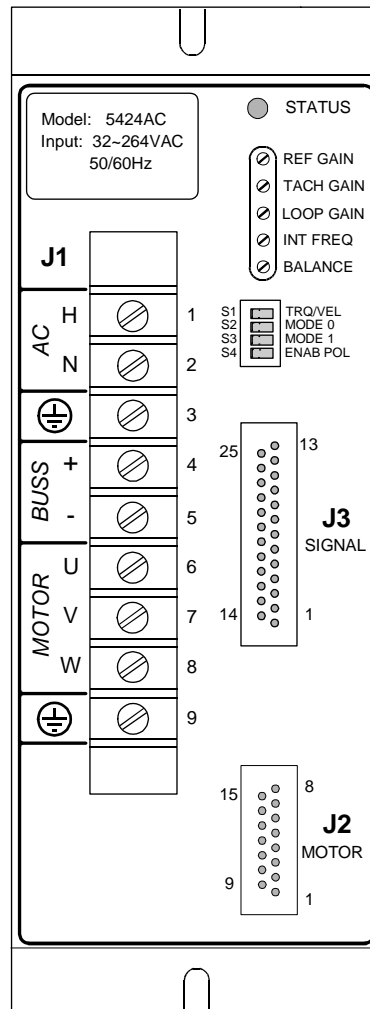 Model: 5424AC
Input: 32~264VAC
50/60Hz
STATUS
REF GAIN
TACH GAIN
LOOP GAIN
INT FREQ
BALANCE
J1
AC
H
N
BUSS
+
-
MOTOR
U
V
W
1
2
3
4
5
6
7
8
9
S1 TRQ/VEL
S2 MODE 0
S3 MODE 1
S4 ENAB POL
25 13
14 1
J3
SIGNAL
15 8
9 1
J2
MOTOR